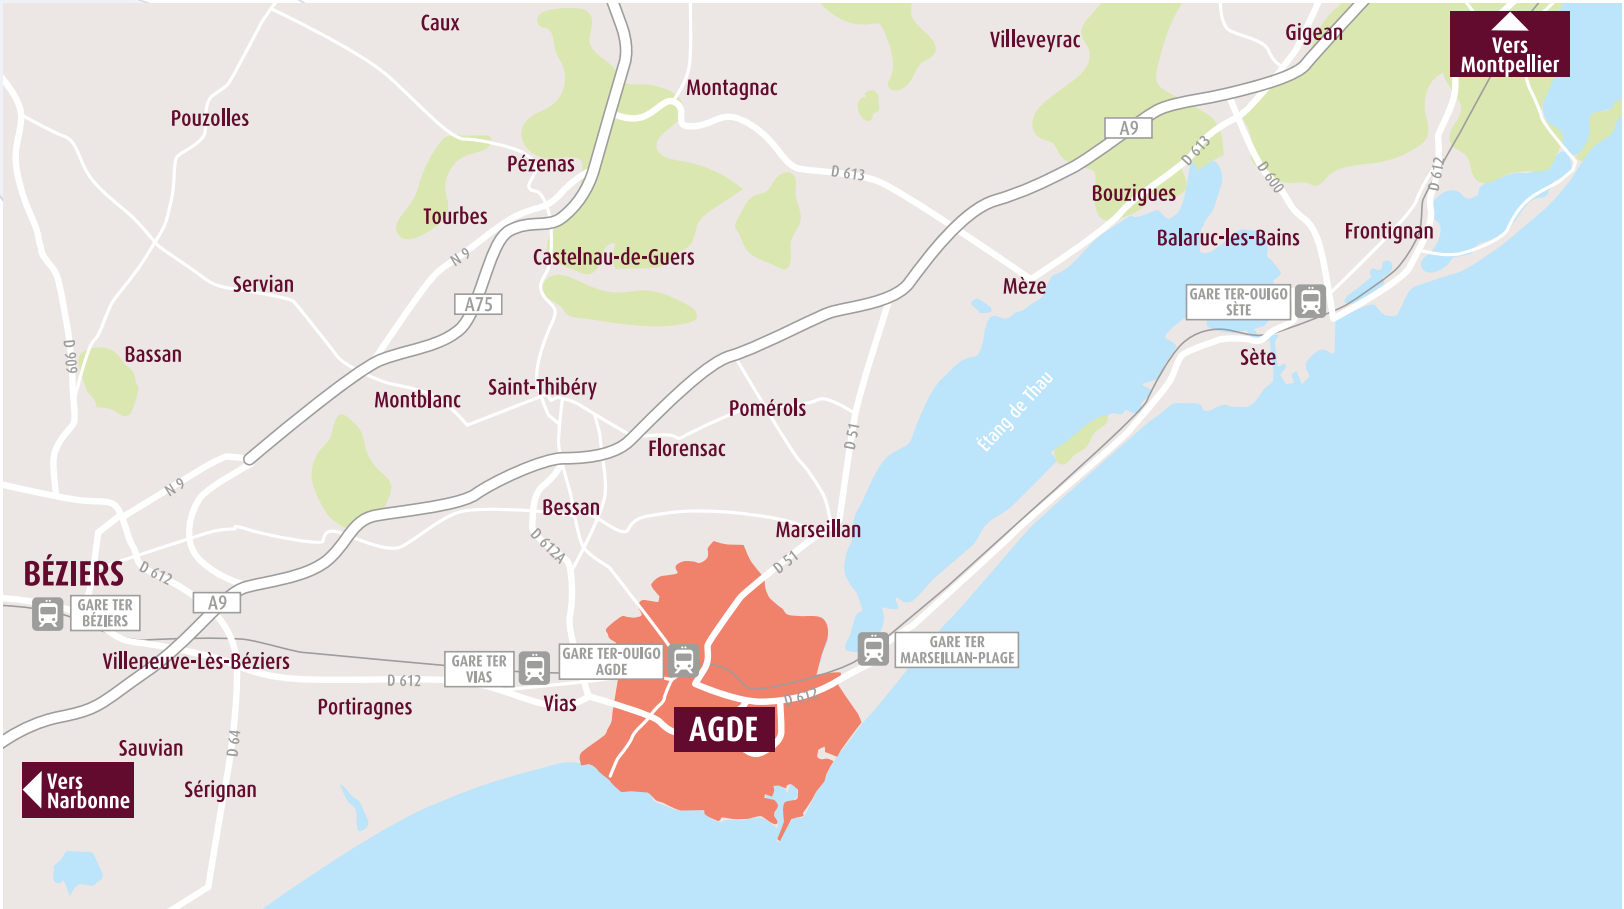 Caux
Villeveyrac
Gigean
Vers
Montpellier
Montagnac
Pouzolles
A9
D 613
D 612
Pézenas
D 613
D 600
Bouzigues
Tourbes
Balaruc-les-Bains
Frontignan
N 9
Castelnau-de-Guers
Servian
Mèze
A75
GARE TER-OUIGO
SÈTE
D 909
Bassan
Sète
Montblanc
Saint-Thibéry
Pomérols
Étang de Thau
D 51
Florensac
N 9
Bessan
Marseillan
D 612A
D 51
BÉZIERS
D 612
A9
GARE TER
BÉZIERS
Villeneuve-Lès-Béziers
GARE TER
VIAS
GARE TER-OUIGO
AGDE
GARE TER
MARSEILLAN-PLAGE
D 612
D 612
Portiragnes
Vias
AGDE
Sauvian
D 64
Vers
Narbonne
Sérignan